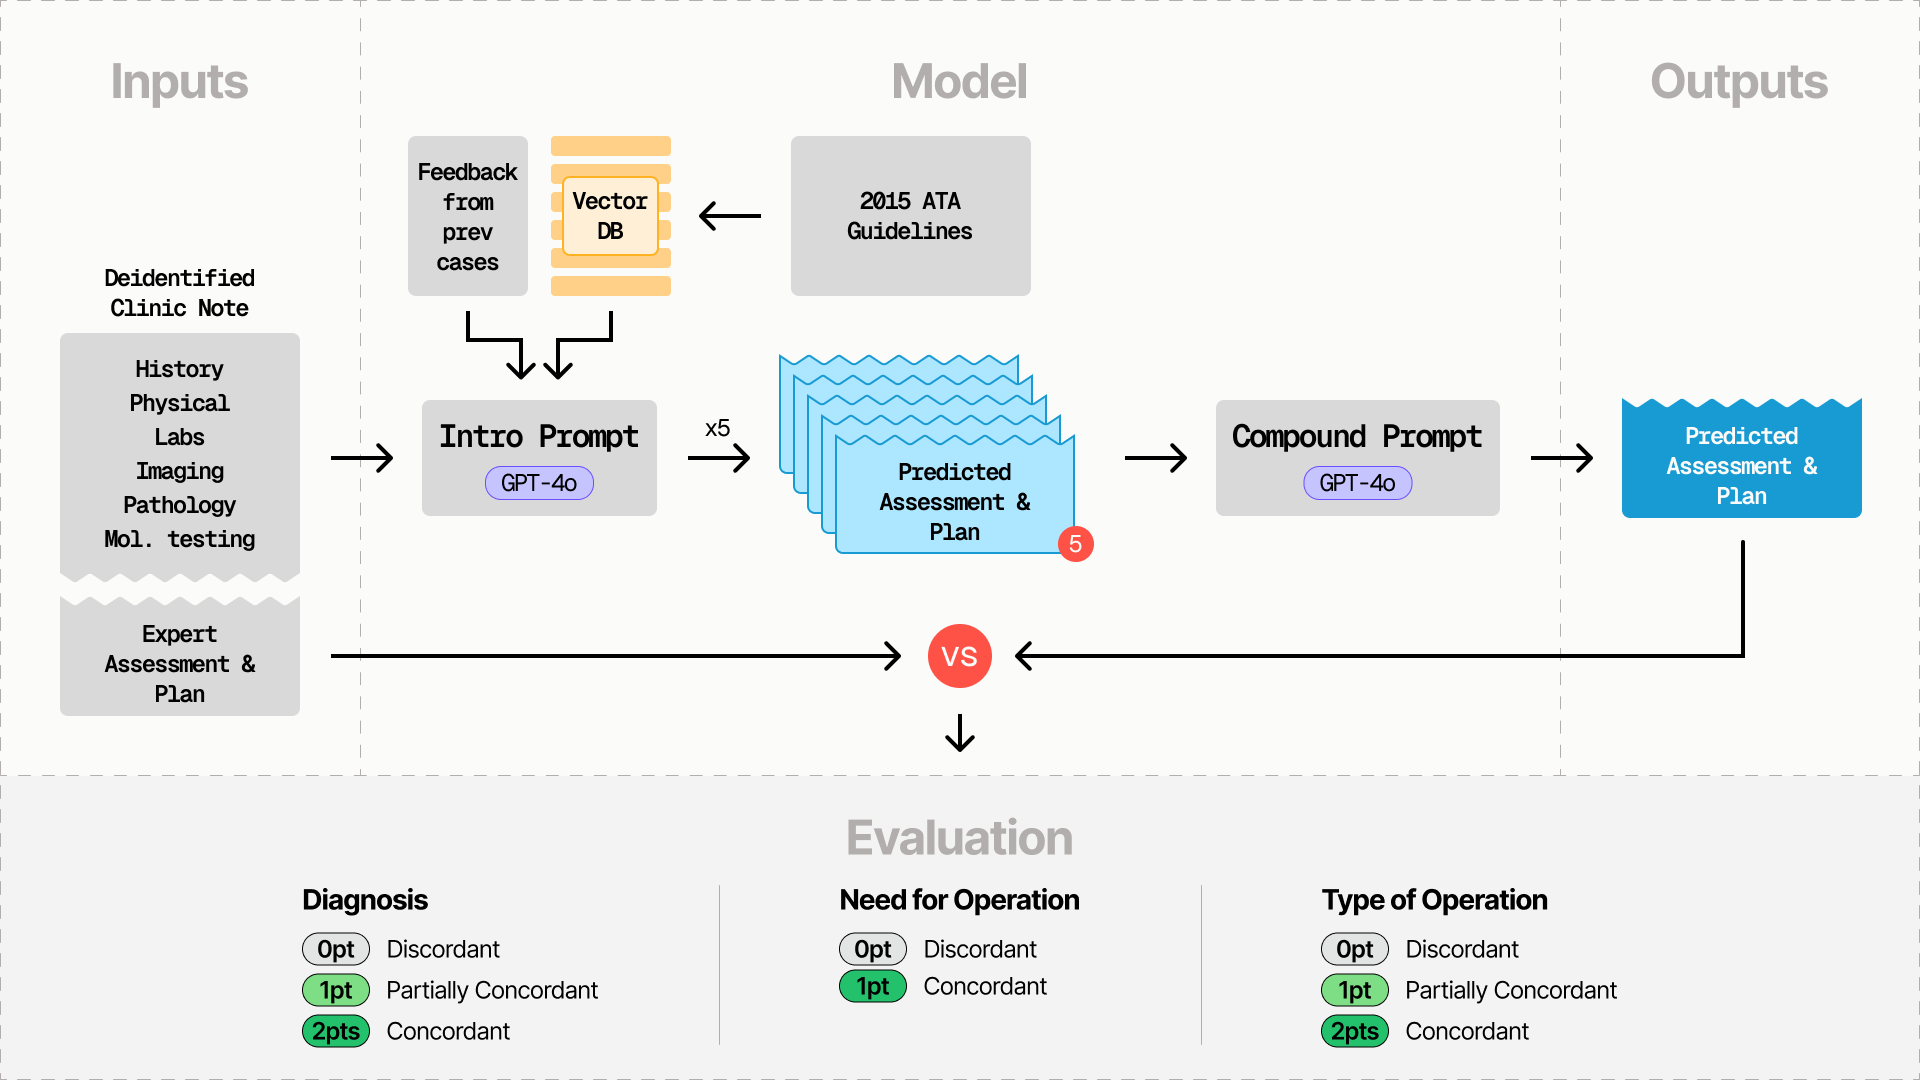 Inputs
Model
Outputs
Feedback
from
prev
cases
Vector
DB
2015 ATA
Guidelines
Deidentified
Clinic Note
History
Physical
Labs
Imaging
Pathology
Mol. testing
Intro Prompt
GPT-4o
x5
Predicted
Assessment &
Plan
5
Compound Prompt
GPT-4o
Predicted
Assessment &
Plan
Expert
Assessment &
Plan
VS
Evaluation
Diagnosis
0pt Discordant
1pt Partially Concordant
2pts Concordant
Need for Operation
0pt Discordant
1pt Concordant
Type of Operation
0pt Discordant
1pt Partially Concordant
2pts Concordant